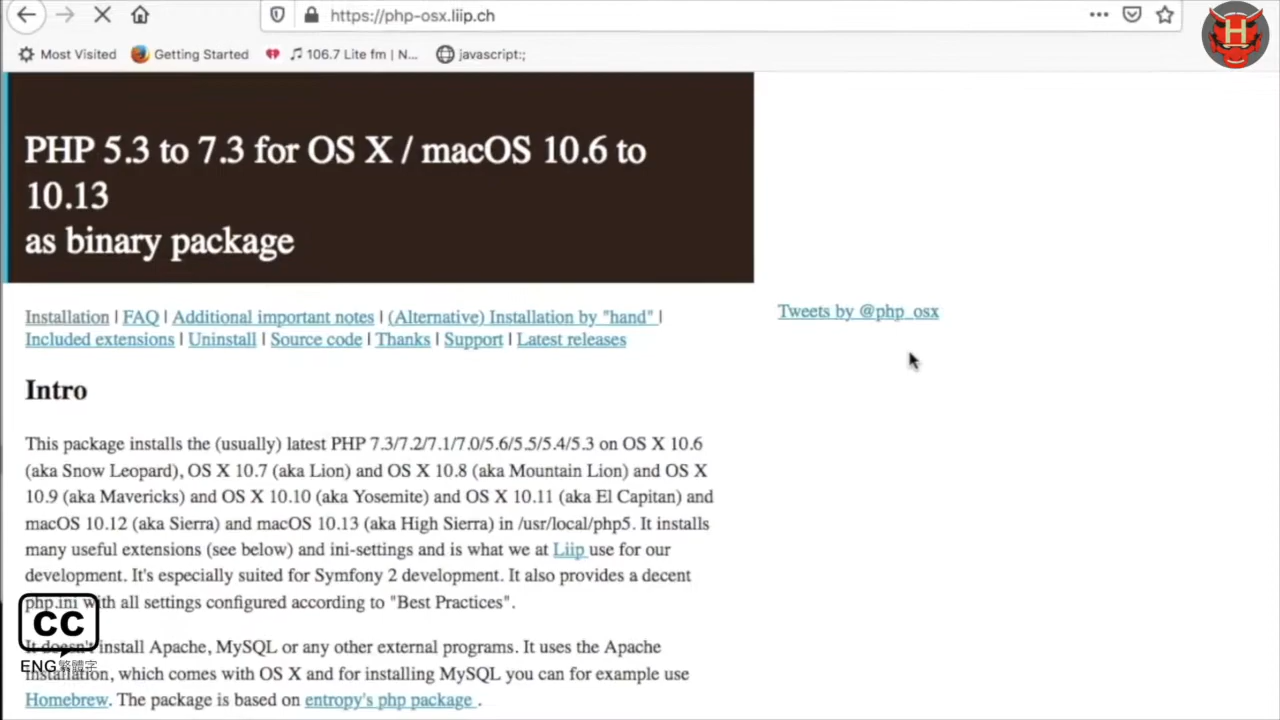 https://php-osx.liip.ch
Most Visited Getting Started 106.7 Lite fm | N... javascript:;
H
PHP 5.3 to 7.3 for OS X / macOS 10.6 to
10.13
as binary package
Installation | FAQ | Additional important notes | (Alternative) Installation by "hand" |
Included extensions | Uninstall | Source code | Thanks | Support | Latest releases
Tweets by @php_osx
Intro
This package installs the (usually) latest PHP 7.3/7.2/7.1/7.0/5.6/5.5/5.4/5.3 on OS X 10.6
(aka Snow Leopard), OS X 10.7 (aka Lion) and OS X 10.8 (aka Mountain Lion) and OS X
10.9 (aka Mavericks) and OS X 10.10 (aka Yosemite) and OS X 10.11 (aka El Capitan) and
macOS 10.12 (aka Sierra) and macOS 10.13 (aka High Sierra) in /usr/local/php5. It installs
many useful extensions (see below) and ini-settings and is what we at Liip use for our
development. It's especially suited for Symfony 2 development. It also provides a decent
php.ini with all settings configured according to "Best Practices".
CC
ENG 繁體字
It doesn't install Apache, MySQL or any other external programs. It uses the Apache
installation, which comes with OS X and for installing MySQL you can for example use
Homebrew. The package is based on entropy's php package .